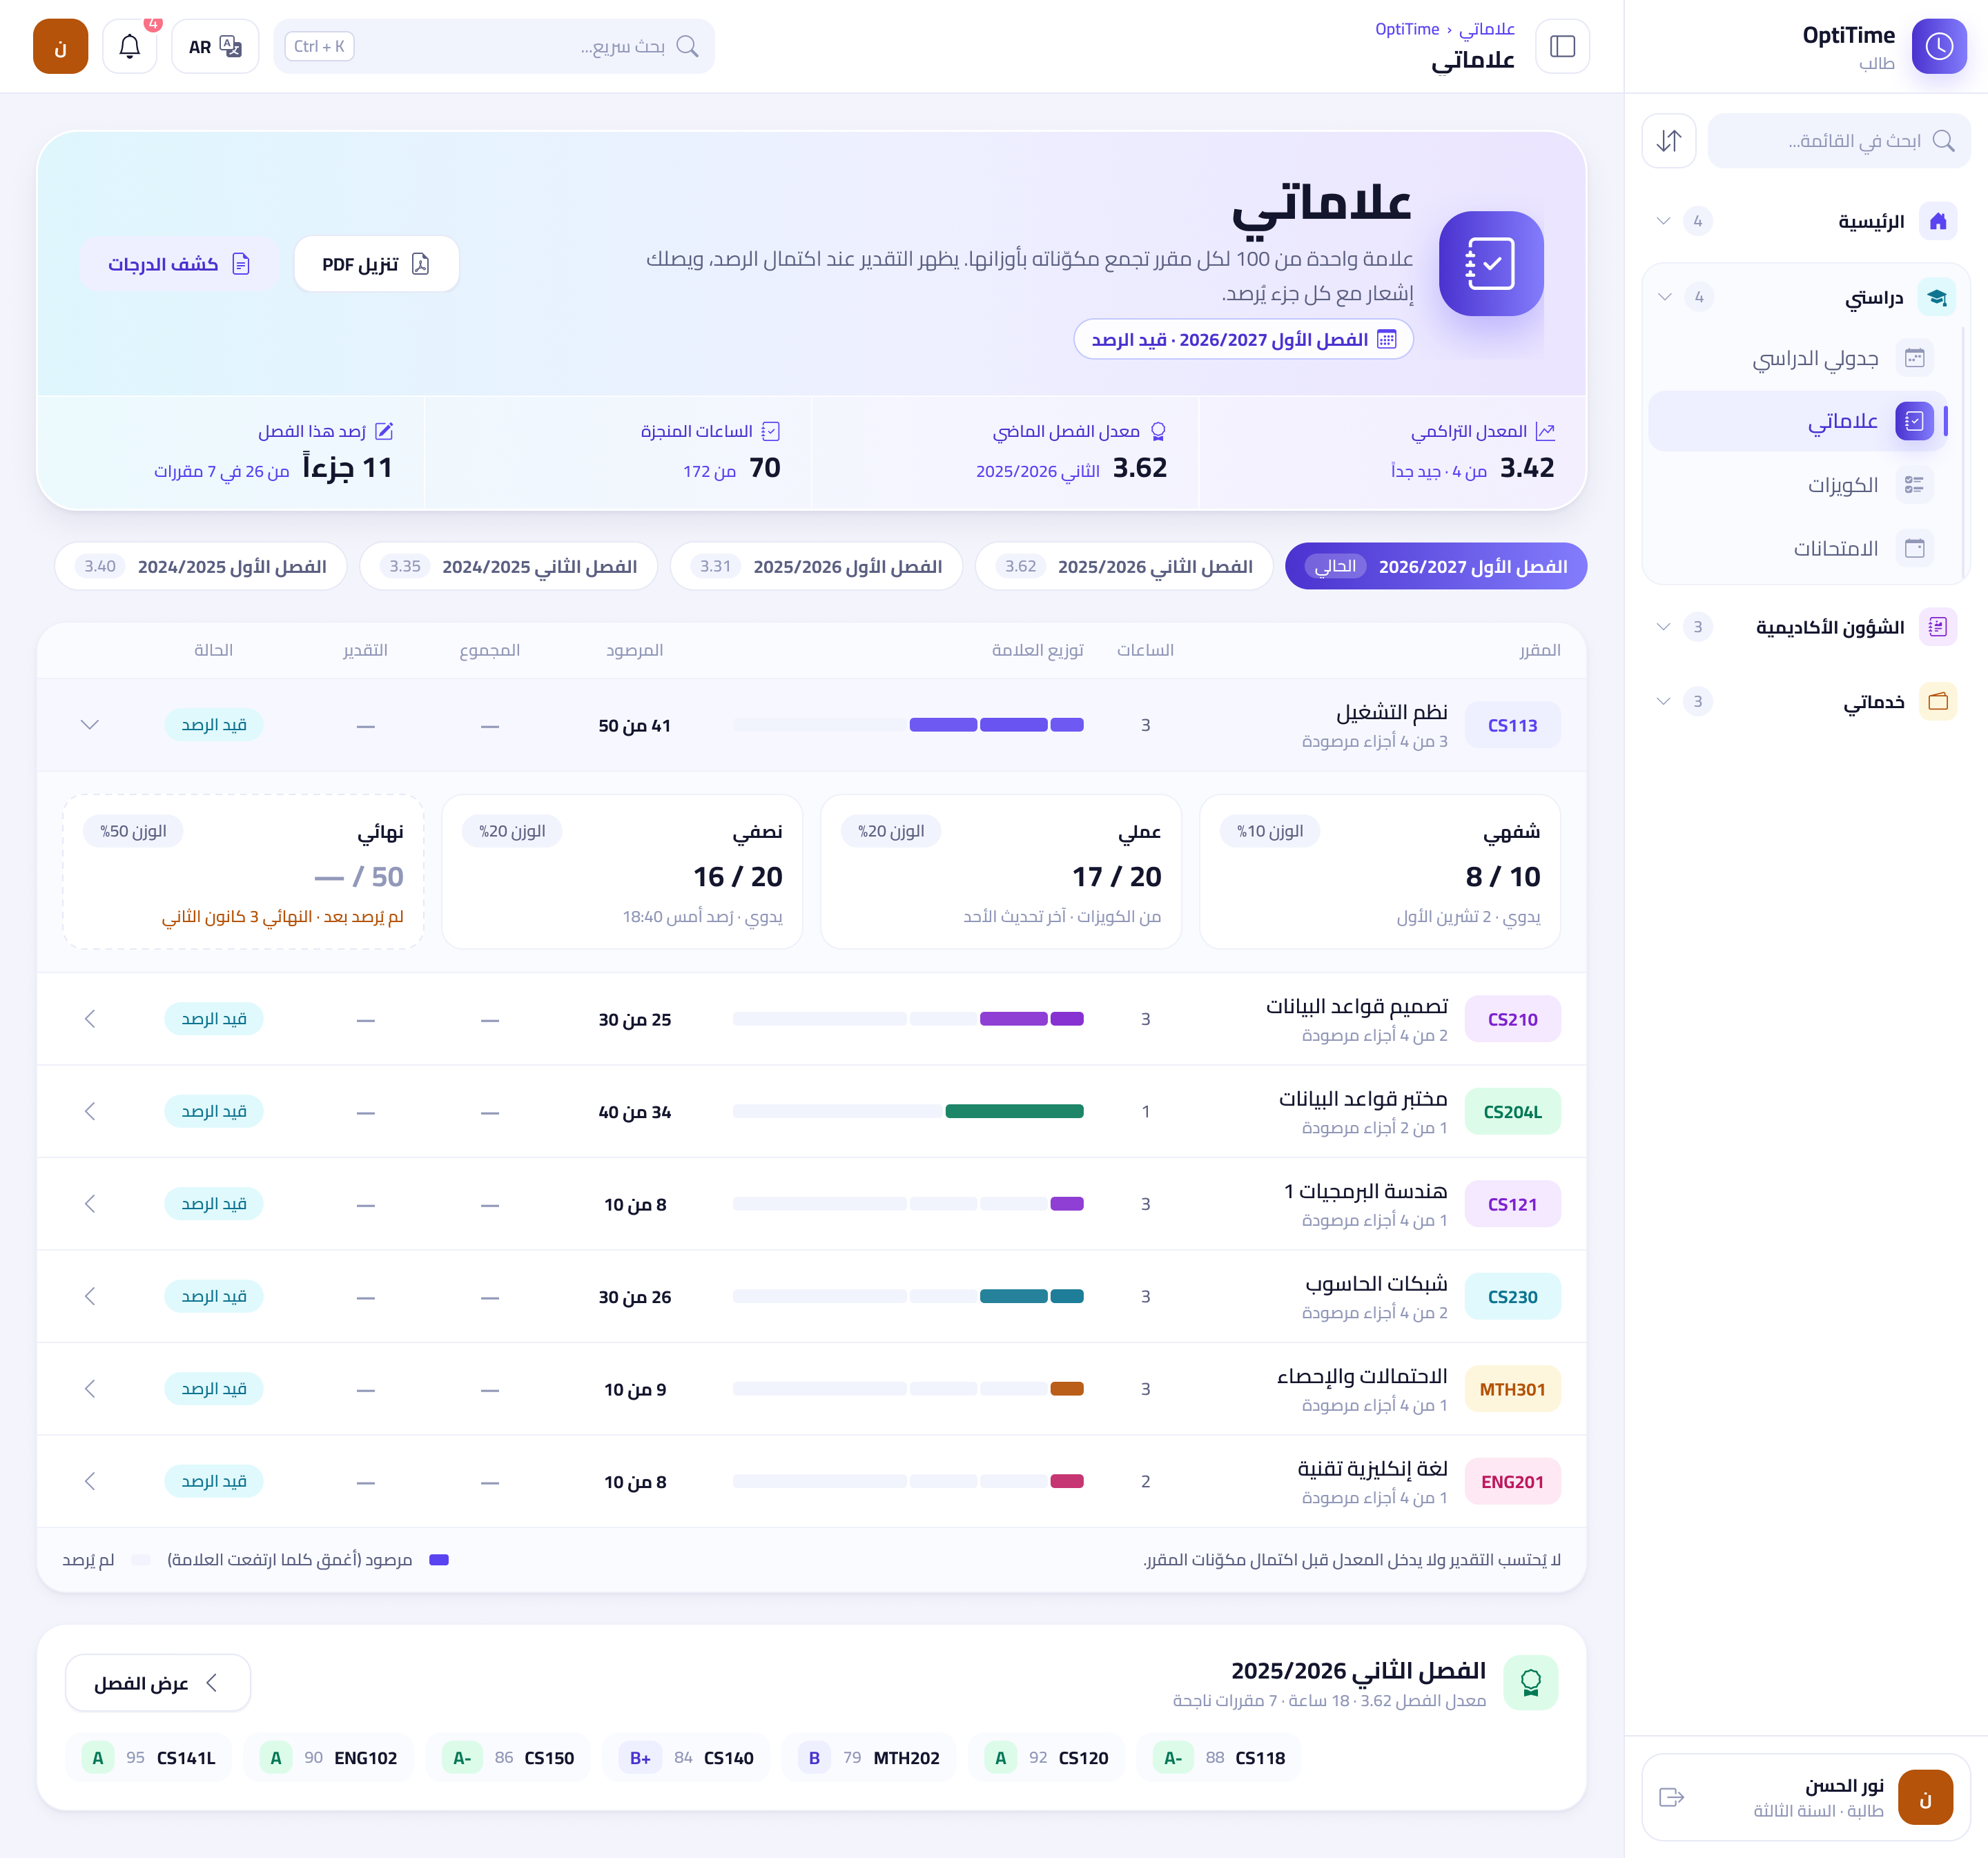 OptiTime
طالب
ابحث في القائمة...
الرئيسية 4
دراستي 4
جدولي الدراسي
علاماتي
الكويزات
الامتحانات
الشؤون الأكاديمية 3
خدماتي 3
نور الحسن
طالبة · السنة الثالثة
ن
علاماتي › OptiTime
علاماتي
بحث سريع...
Ctrl + K
AR
4
ن
علاماتي
علامة واحدة من 100 لكل مقرر تجمع مكوّناته بأوزانها. يظهر التقدير عند اكتمال الرصد، ويصلك
إشعار مع كل جزء يُرصد.
الفصل الأول 2026/2027 · قيد الرصد
تنزيل PDF
كشف الدرجات
المعدل التراكمي
3.42 من 4 · جيد جداً
معدل الفصل الماضي
3.62 الثاني 2025/2026
الساعات المنجزة
70 من 172
رُصد هذا الفصل
11 جزءاً من 26 في 7 مقررات
الفصل الأول 2026/2027 الحالي
الفصل الثاني 2025/2026 3.62
الفصل الأول 2025/2026 3.31
الفصل الثاني 2024/2025 3.35
الفصل الأول 2024/2025 3.40
المقرر الساعات توزيع العلامة المرصود المجموع التقدير الحالة
CS113 نظم التشغيل 3 41 من 50 — — قيد الرصد
3 من 4 أجزاء مرصودة
شفهي الوزن 10%
8 / 10
يدوي · 2 تشرين الأول
عملي الوزن 20%
17 / 20
من الكويزات · آخر تحديث الأحد
نصفي الوزن 20%
16 / 20
يدوي · رُصد أمس 18:40
نهائي الوزن 50%
— / 50
لم يُرصد بعد · النهائي 3 كانون الثاني
CS210 تصميم قواعد البيانات 3 25 من 30 — — قيد الرصد
2 من 4 أجزاء مرصودة
CS204L مختبر قواعد البيانات 1 34 من 40 — — قيد الرصد
1 من 2 أجزاء مرصودة
CS121 هندسة البرمجيات 1 3 8 من 10 — — قيد الرصد
1 من 4 أجزاء مرصودة
CS230 شبكات الحاسوب 3 26 من 30 — — قيد الرصد
2 من 4 أجزاء مرصودة
MTH301 الاحتمالات والإحصاء 3 9 من 10 — — قيد الرصد
1 من 4 أجزاء مرصودة
ENG201 لغة إنكليزية تقنية 2 8 من 10 — — قيد الرصد
1 من 4 أجزاء مرصودة
لا يُحتسب التقدير ولا يدخل المعدل قبل اكتمال مكوّنات المقرر.
مرصود (أغمق كلما ارتفعت العلامة) لم يُرصد
الفصل الثاني 2025/2026
معدل الفصل 3.62 · 18 ساعة · 7 مقررات ناجحة
عرض الفصل
CS118 88 A-
CS120 92 A
MTH202 79 B
CS140 84 B+
CS150 86 A-
ENG102 90 A
CS141L 95 A